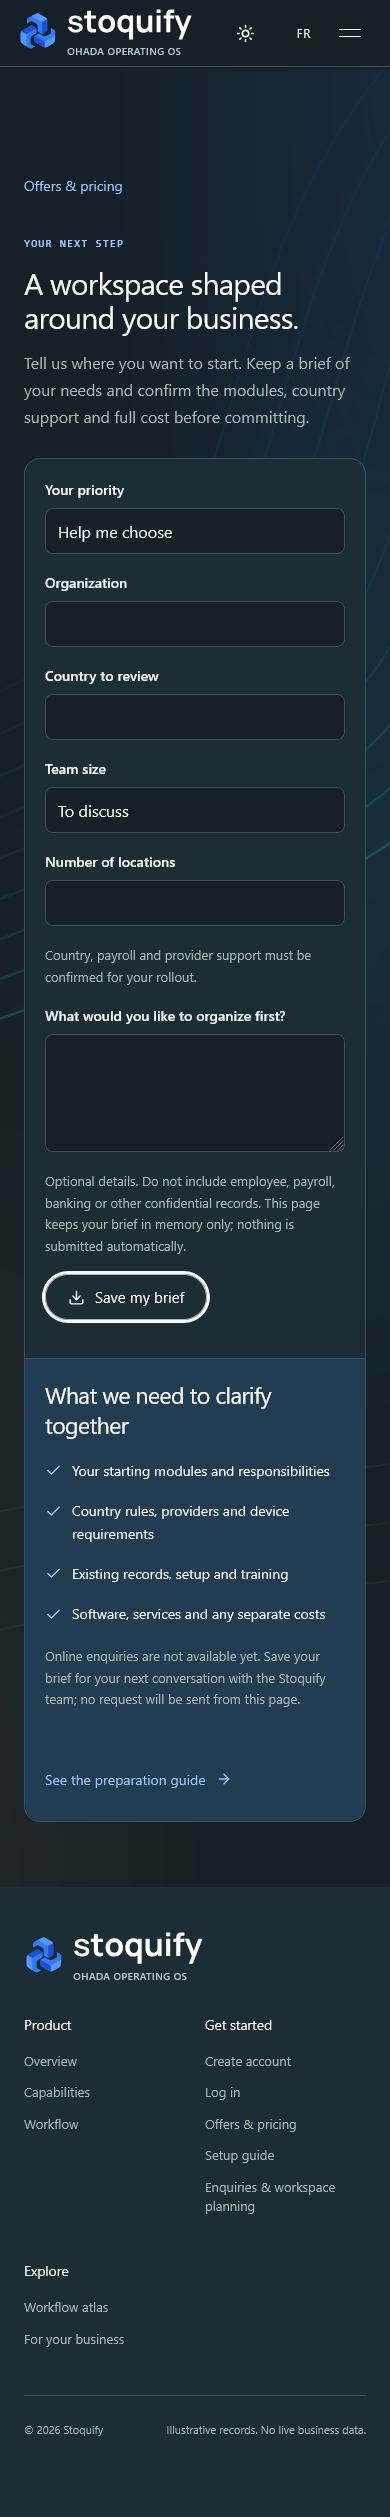 stoquify
OHADA OPERATING OS
FR
Offers & pricing
YOUR NEXT STEP
A workspace shaped
around your business.
Tell us where you want to start. Keep a brief of
your needs and confirm the modules, country
support and full cost before committing.
Your priority
Help me choose
Organization
Country to review
Team size
To discuss
Number of locations
Country, payroll and provider support must be
confirmed for your rollout.
What would you like to organize first?
Optional details. Do not include employee, payroll,
banking or other confidential records. This page
keeps your brief in memory only; nothing is
submitted automatically.
Save my brief
What we need to clarify
together
Your starting modules and responsibilities
Country rules, providers and device
requirements
Existing records, setup and training
Software, services and any separate costs
Online enquiries are not available yet. Save your
brief for your next conversation with the Stoquify
team; no request will be sent from this page.
See the preparation guide
stoquify
OHADA OPERATING OS
Product
Overview
Capabilities
Workflow
Get started
Create account
Log in
Offers & pricing
Setup guide
Enquiries & workspace
planning
Explore
Workflow atlas
For your business
© 2026 Stoquify
Illustrative records. No live business data.